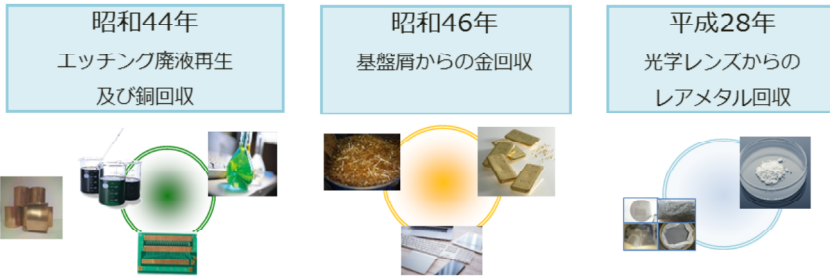 昭和44年
エッチング廃液再生
及び銅回収
昭和46年
基盤屑からの金回収
平成28年
光学レンズからの
レアメタル回収